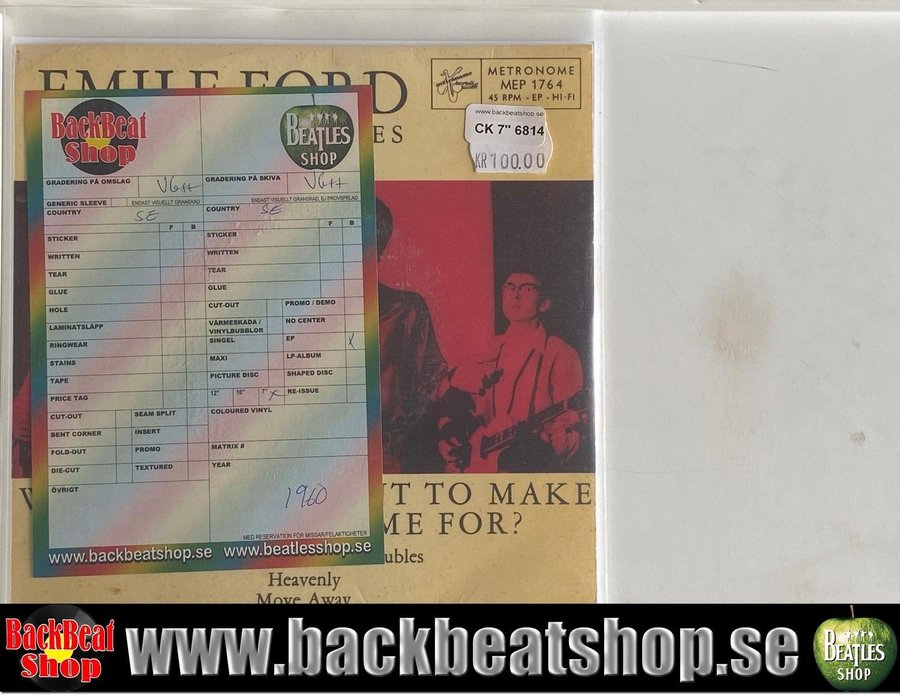 EMILE FORD
ES
metronome
METRONOME
MEP 1764
45 RPM - EP - HI-FI
www.backbeatshop.se
CK 7" 6814
KR 100.00
BackBeat
Shop
BEATLES
SHOP
GRADERING PÅ OMSLAG VG++
GRADERING PÅ SKIVA VG++
GENERIC SLEEVE ENDAST VISUELLT GRANSKAD
ENDAST VISUELLT GRANSKAD, EJ PROVSPELAD
COUNTRY SE
COUNTRY SE
F B
F B
STICKER
WRITTEN
TEAR
GLUE
HOLE
LAMINATSLÄPP
RINGWEAR
STAINS
TAPE
PRICE TAG
CUT-OUT
SEAM SPLIT
BENT CORNER
INSERT
FOLD-OUT
PROMO
DIE-CUT
TEXTURED
ÖVRIGT
STICKER
WRITTEN
TEAR
GLUE
CUT-OUT
PROMO / DEMO
VÄRMESKADA /
VINYLBUBBLOR
NO CENTER
SINGEL
EP X
MAXI
LP-ALBUM
PICTURE DISC
SHAPED DISC
12" 10" 7" X
RE-ISSUE
COLOURED VINYL
MATRIX #
YEAR
1960
MED RESERVATION FÖR MISSAR/FELAKTIGHETER
www.backbeatshop.se www.beatlesshop.se
W
T TO MAKE
ME FOR?
ubles
Heavenly
Move Away
BackBeat
Shop
www.backbeatshop.se
BEATLES
SHOP